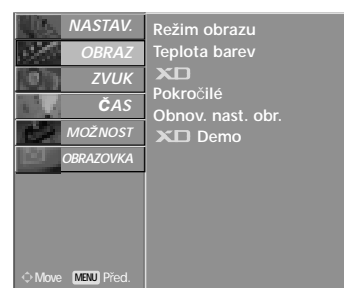 NASTAV.
OBRAZ
ZVUK
ČAS
MOŽNOST
OBRAZOVKA
Režim obrazu
Teplota barev
XD
Pokročilé
Obnov. nast. obr.
XD Demo
Move MENU Před.